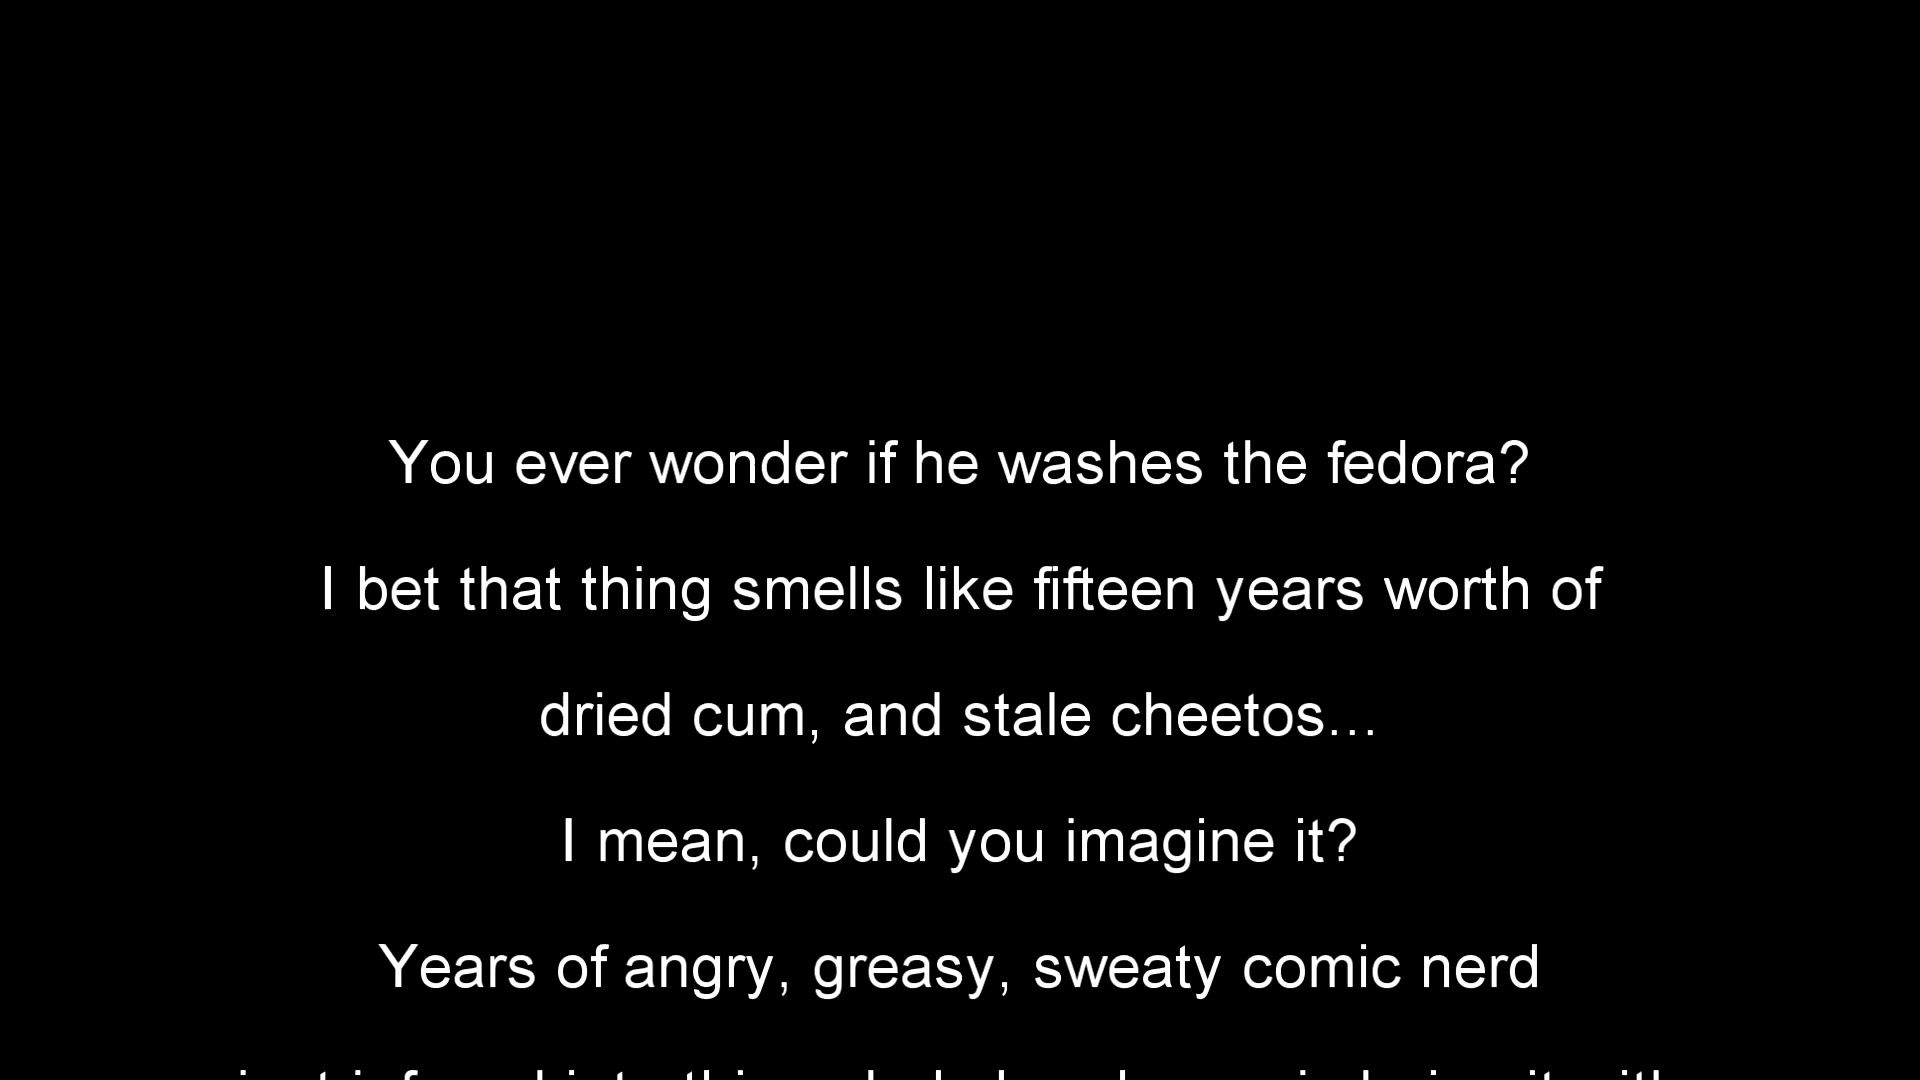 You ever wonder if he washes the fedora?
I bet that thing smells like fifteen years worth of
dried cum, and stale cheetos...
I mean, could you imagine it?
Years of angry, greasy, sweaty comic nerd